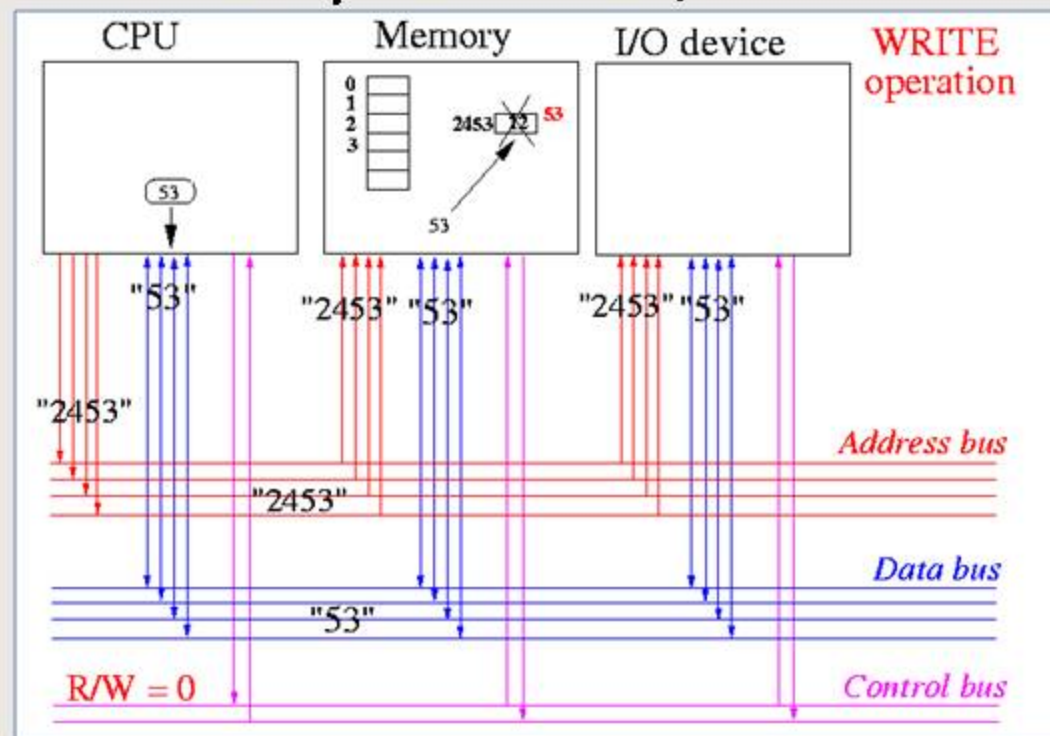 CPU
Memory
I/O device
WRITE
operation
0
1
2
3
2453
12
53
53
53
"53"
"2453"
"53"
"2453"
"53"
"2453"
Address bus
"2453"
Data bus
"53"
R/W = 0
Control bus